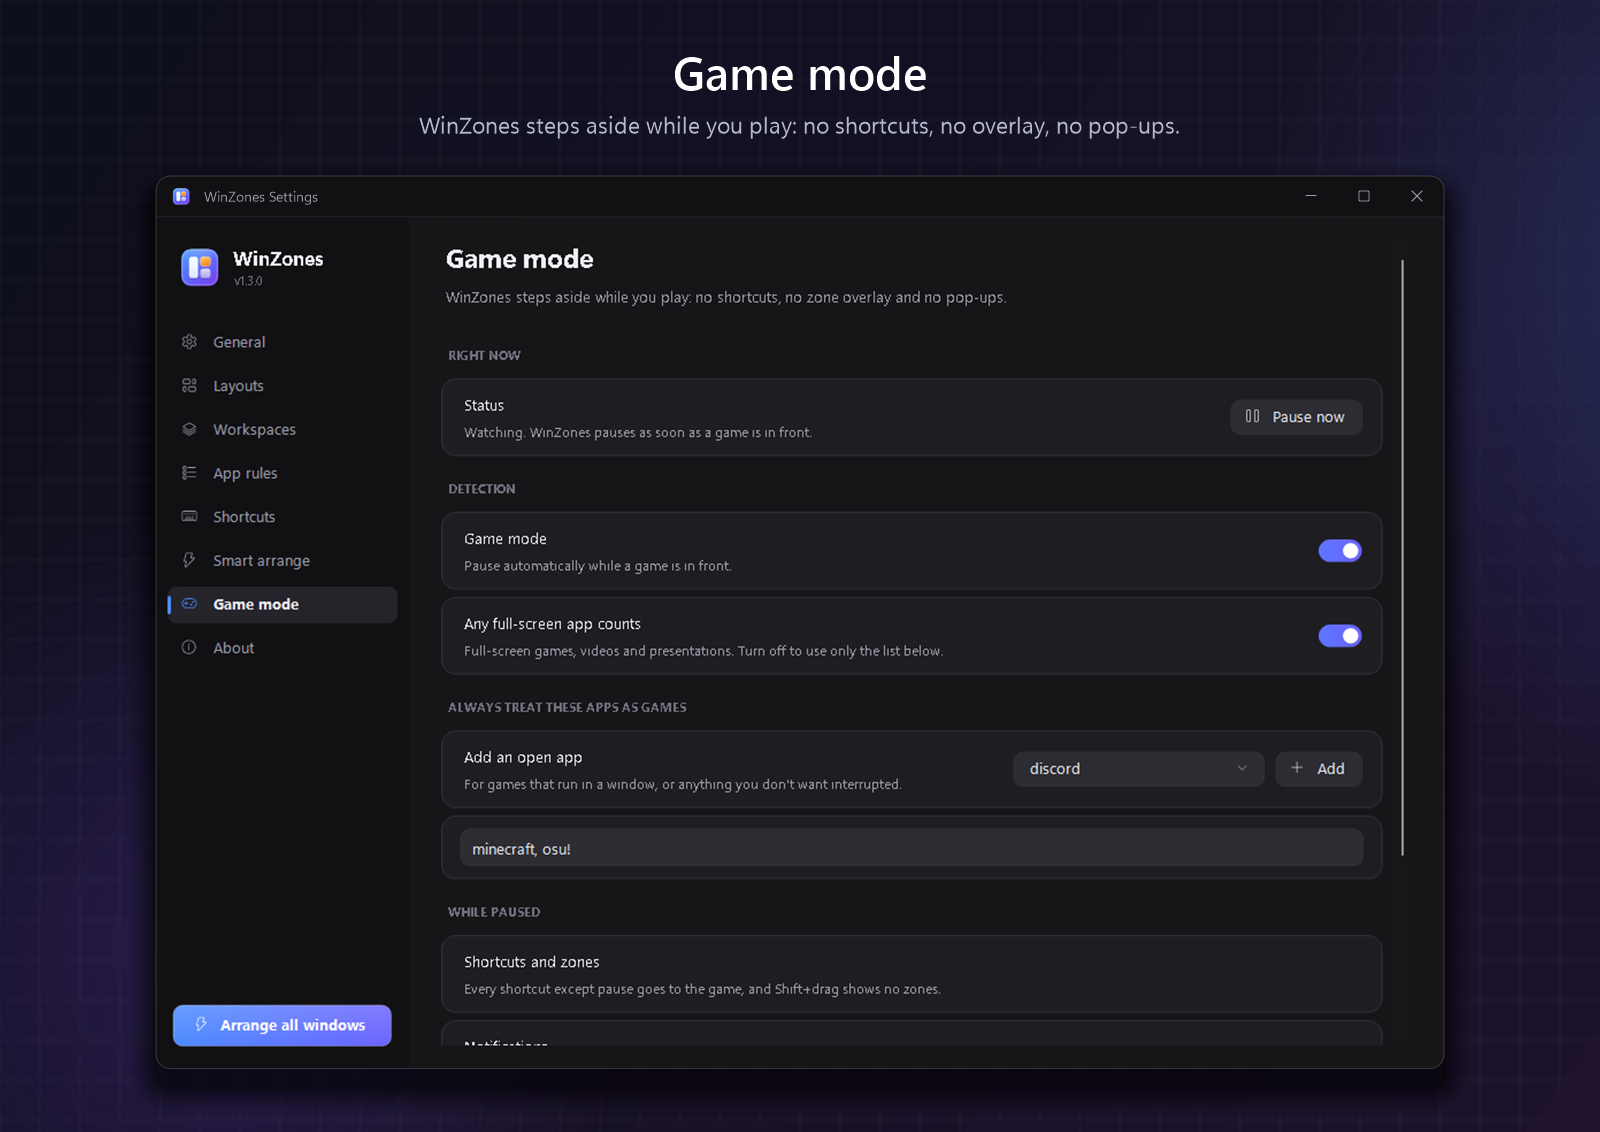 Game mode
WinZones steps aside while you play: no shortcuts, no overlay, no pop-ups.
WinZones Settings
WinZones
v1.3.0
General
Layouts
Workspaces
App rules
Shortcuts
Smart arrange
Game mode
About
Arrange all windows
Game mode
WinZones steps aside while you play: no shortcuts, no zone overlay and no pop-ups.
RIGHT NOW
Status
Watching. WinZones pauses as soon as a game is in front.
Pause now
DETECTION
Game mode
Pause automatically while a game is in front.
Any full-screen app counts
Full-screen games, videos and presentations. Turn off to use only the list below.
ALWAYS TREAT THESE APPS AS GAMES
Add an open app
For games that run in a window, or anything you don't want interrupted.
discord
Add
minecraft, osu!
WHILE PAUSED
Shortcuts and zones
Every shortcut except pause goes to the game, and Shift+drag shows no zones.
Notifications